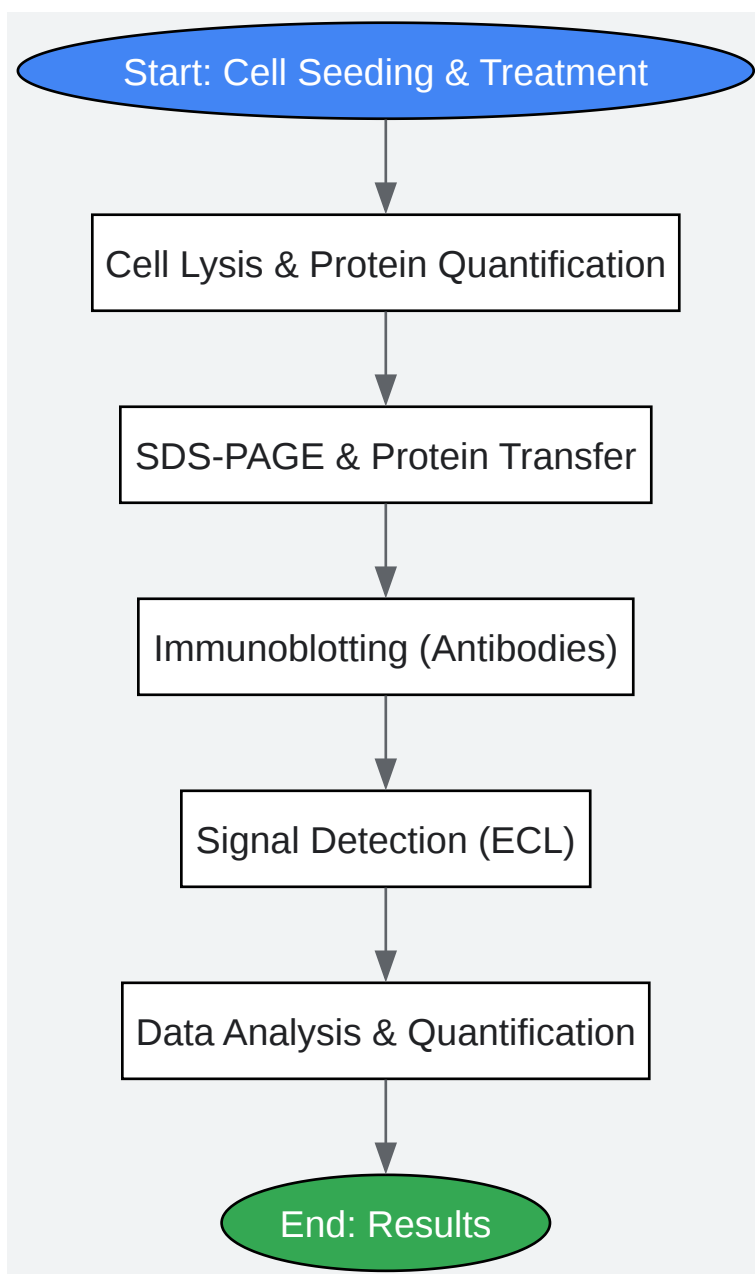 Start: Cell Seeding & Treatment
Cell Lysis & Protein Quantification
SDS-PAGE & Protein Transfer
Immunoblotting (Antibodies)
Signal Detection (ECL)
Data Analysis & Quantification
End: Results